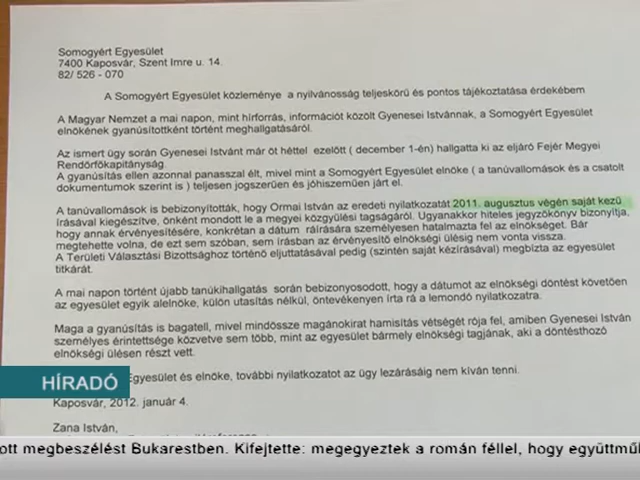 Somogyért Egyesület
7400 Kaposvár, Szent Imre u. 14.
82/ 526 - 070
A Somogyért Egyesület közleménye a nyilvánosság teljeskörű és pontos tájékoztatása érdekében
A Magyar Nemzet a mai napon, mint hírforrás, információt közölt Gyenesei Istvánnak, a Somogyért Egyesület
elnökének gyanúsítottként történt meghallgatásáról.
Az ismert ügy során Gyenesei Istvánt már öt héttel ezelőtt ( december 1-én) hallgatta ki az eljáró Fejér Megyei
Rendőrfőkapitányság.
A gyanúsítás ellen azonnal panasszal élt, mivel mint a Somogyért Egyesület elnöke ( a tanúvallomások és a csatolt
dokumentumok szerint is ) teljesen jogszerűen és jóhiszeműen járt el.
A tanúvallomások is bebizonyították, hogy Ormai István az eredeti nyilatkozatát 2011. augusztus végén saját kezű
írásával kiegészítve, önként mondott le a megyei közgyűlési tagságáról. Ugyanakkor hiteles jegyzőkönyv bizonyítja,
hogy annak érvényesítésére, konkrétan a dátum ráírására személyesen hatalmazta fel az elnökséget. Bár
megtehette volna, de ezt sem szóban, sem írásban az érvényesítő elnökségi ülésig nem vonta vissza.
A Területi Választási Bizottsághoz történő eljuttatásával pedig (szintén saját kézírásával) megbízta az egyesület
titkárát.
A mai napon történt újabb tanúkihallgatás során bebizonyosodott, hogy a dátumot az elnökségi döntést követően
az egyesület egyik alelnöke, külön utasítás nélkül, öntevékenyen írta rá a lemondó nyilatkozatra.
Maga a gyanúsítás is bagatell, mivel mindössze magánokirat hamisítás vétségét rója fel, amiben Gyenesei István
személyes érintettsége közvetve sem több, mint az egyesület bármely elnökségi tagjának, aki a döntéshozó
elnökségi ülésen részt vett.
Egyesület és elnöke, további nyilatkozatot az ügy lezárásáig nem kíván tenni.
HÍRADÓ
Kaposvár, 2012. január 4.
Zana István,
ott megbeszélést Bukarestben. Kifejtette: megegyeztek a román féllel, hogy együttmű